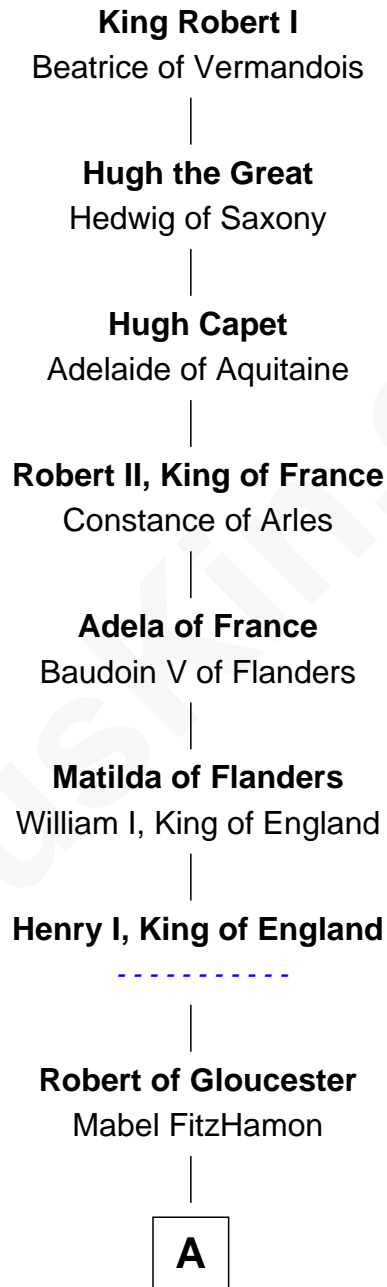 King Robert I
Beatrice of Vermandois
Hugh the Great
Hedwig of Saxony
Hugh Capet
Adelaide of Aquitaine
Robert II, King of France
Constance of Arles
Adela of France
Baudoin V of Flanders
Matilda of Flanders
William I, King of England
Henry I, King of England
- - - - - - - - - - -
Robert of Gloucester
Mabel FitzHamon
A